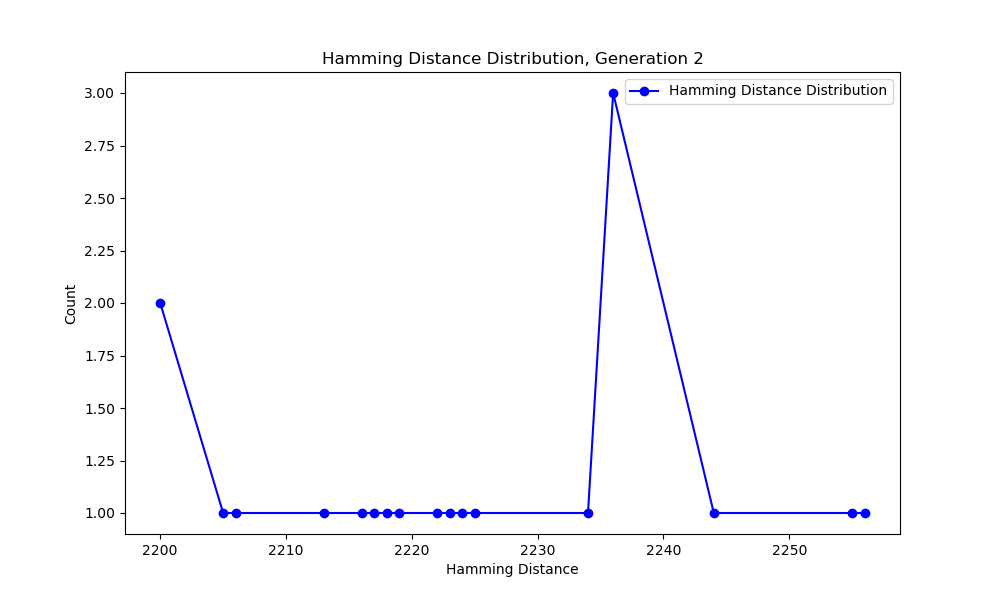 Hamming Distance Distribution, Generation 2
Hamming Distance Distribution
3.00
2.75
2.50
2.25
2.00
1.75
1.50
1.25
1.00
Count
2200 2210 2220 2230 2240 2250
Hamming Distance